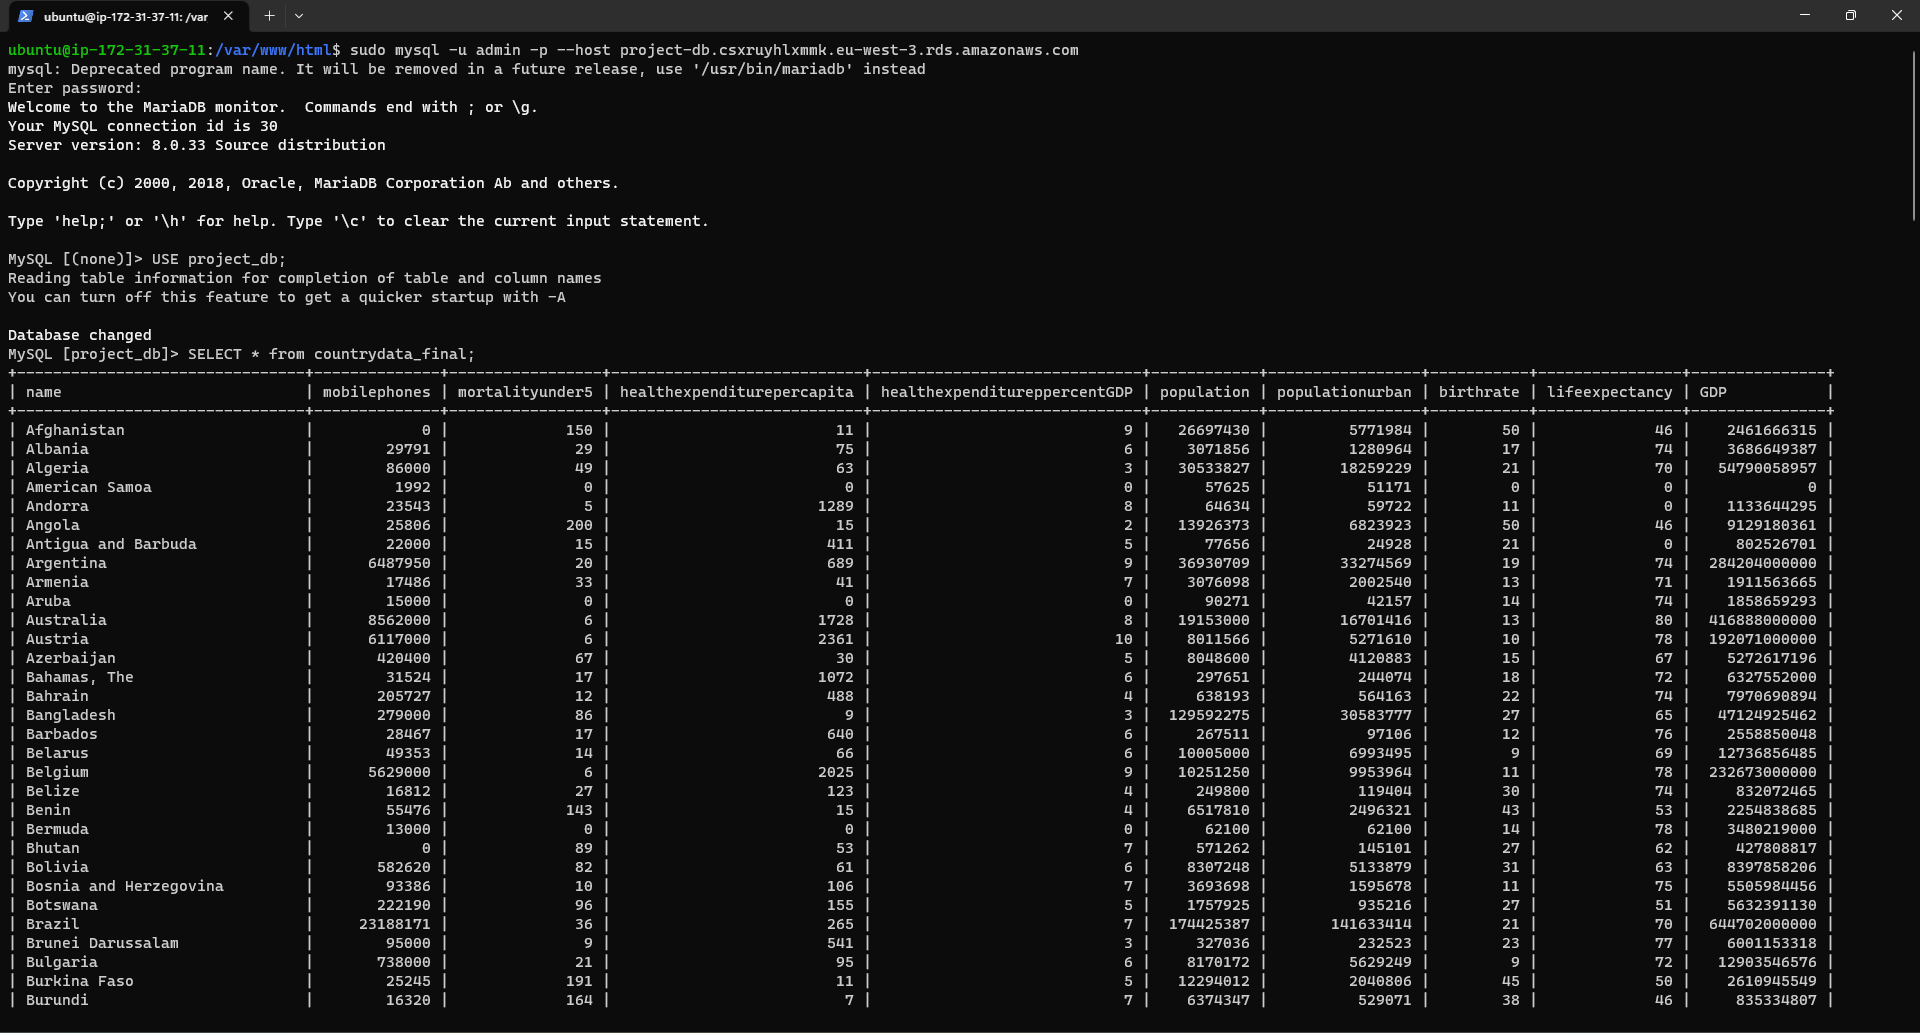 ubuntu@ip-172-31-37-11: /var
ubuntu@ip-172-31-37-11:/var/www/html$ sudo mysql -u admin -p --host project-db.csxruyhlxmmk.eu-west-3.rds.amazonaws.com
mysql: Deprecated program name. It will be removed in a future release, use '/usr/bin/mariadb' instead
Enter password:
Welcome to the MariaDB monitor.  Commands end with ; or \g.
Your MySQL connection id is 30
Server version: 8.0.33 Source distribution

Copyright (c) 2000, 2018, Oracle, MariaDB Corporation Ab and others.

Type 'help;' or '\h' for help. Type '\c' to clear the current input statement.

MySQL [(none)]> USE project_db;
Reading table information for completion of table and column names
You can turn off this feature to get a quicker startup with -A

Database changed
MySQL [project_db]> SELECT * from countrydata_final;
| name | mobilephones | mortalityunder5 | healthexpenditurepercapita | healthexpenditureppercentGDP | population | populationurban | birthrate | lifeexpectancy | GDP |
| Afghanistan | 0 | 150 | 11 | 9 | 26697430 | 5771984 | 50 | 46 | 2461666315 |
| Albania | 29791 | 29 | 75 | 6 | 3071856 | 1280964 | 17 | 74 | 3686649387 |
| Algeria | 86000 | 49 | 63 | 3 | 30533827 | 18259229 | 21 | 70 | 54790058957 |
| American Samoa | 1992 | 0 | 0 | 0 | 57625 | 51171 | 0 | 0 | 0 |
| Andorra | 23543 | 5 | 1289 | 8 | 64634 | 59722 | 11 | 0 | 1133644295 |
| Angola | 25806 | 200 | 15 | 2 | 13926373 | 6823923 | 50 | 46 | 9129180361 |
| Antigua and Barbuda | 22000 | 15 | 411 | 5 | 77656 | 24928 | 21 | 0 | 802526701 |
| Argentina | 6487950 | 20 | 689 | 9 | 36930709 | 33274569 | 19 | 74 | 284204000000 |
| Armenia | 17486 | 33 | 41 | 7 | 3076098 | 2002540 | 13 | 71 | 1911563665 |
| Aruba | 15000 | 0 | 0 | 0 | 90271 | 42157 | 14 | 74 | 1858659293 |
| Australia | 8562000 | 6 | 1728 | 8 | 19153000 | 16701416 | 13 | 80 | 416888000000 |
| Austria | 6117000 | 6 | 2361 | 10 | 8011566 | 5271610 | 10 | 78 | 192071000000 |
| Azerbaijan | 420400 | 67 | 30 | 5 | 8048600 | 4120883 | 15 | 67 | 5272617196 |
| Bahamas, The | 31524 | 17 | 1072 | 6 | 297651 | 244074 | 18 | 72 | 6327552000 |
| Bahrain | 205727 | 12 | 488 | 4 | 638193 | 564163 | 22 | 74 | 7970690894 |
| Bangladesh | 279000 | 86 | 9 | 3 | 129592275 | 30583777 | 27 | 65 | 47124925462 |
| Barbados | 28467 | 17 | 640 | 6 | 267511 | 97106 | 12 | 76 | 2558850048 |
| Belarus | 49353 | 14 | 66 | 6 | 10005000 | 6993495 | 9 | 69 | 12736856485 |
| Belgium | 5629000 | 6 | 2025 | 9 | 10251250 | 9953964 | 11 | 78 | 232673000000 |
| Belize | 16812 | 27 | 123 | 4 | 249800 | 119404 | 30 | 74 | 832072465 |
| Benin | 55476 | 143 | 15 | 4 | 6517810 | 2496321 | 43 | 53 | 2254838685 |
| Bermuda | 13000 | 0 | 0 | 0 | 62100 | 62100 | 14 | 78 | 3480219000 |
| Bhutan | 0 | 89 | 53 | 7 | 571262 | 145101 | 27 | 62 | 427808817 |
| Bolivia | 582620 | 82 | 61 | 6 | 8307248 | 5133879 | 31 | 63 | 8397858206 |
| Bosnia and Herzegovina | 93386 | 10 | 106 | 7 | 3693698 | 1595678 | 11 | 75 | 5505984456 |
| Botswana | 222190 | 96 | 155 | 5 | 1757925 | 935216 | 27 | 51 | 5632391130 |
| Brazil | 23188171 | 36 | 265 | 7 | 174425387 | 141633414 | 21 | 70 | 644702000000 |
| Brunei Darussalam | 95000 | 9 | 541 | 3 | 327036 | 232523 | 23 | 77 | 6001153318 |
| Bulgaria | 738000 | 21 | 95 | 6 | 8170172 | 5629249 | 9 | 72 | 12903546576 |
| Burkina Faso | 25245 | 191 | 11 | 5 | 12294012 | 2040806 | 45 | 50 | 2610945549 |
| Burundi | 16320 | 164 | 7 | 7 | 6374347 | 529071 | 38 | 46 | 835334807 |